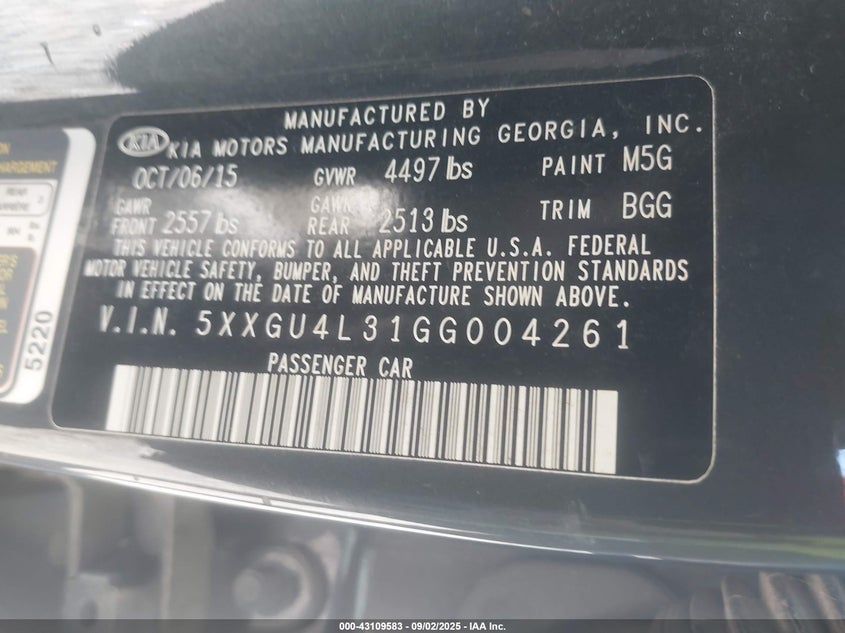 MANUFACTURED BY
KIA KIA MOTORS MANUFACTURING GEORGIA, INC.
OCT/06/15 GVWR 4497 lbs PAINT M5G
GAWR FRONT 2557 lbs GAWR REAR 2513 lbs TRIM BGG
THIS VEHICLE CONFORMS TO ALL APPLICABLE U.S.A. FEDERAL
MOTOR VEHICLE SAFETY, BUMPER, AND THEFT PREVENTION STANDARDS
IN EFFECT ON THE DATE OF MANUFACTURE SHOWN ABOVE.
V.I.N. 5XXGU4L31GG004261
PASSENGER CAR
REAR
5220
000-43109583 - 09/02/2025 - IAA Inc.